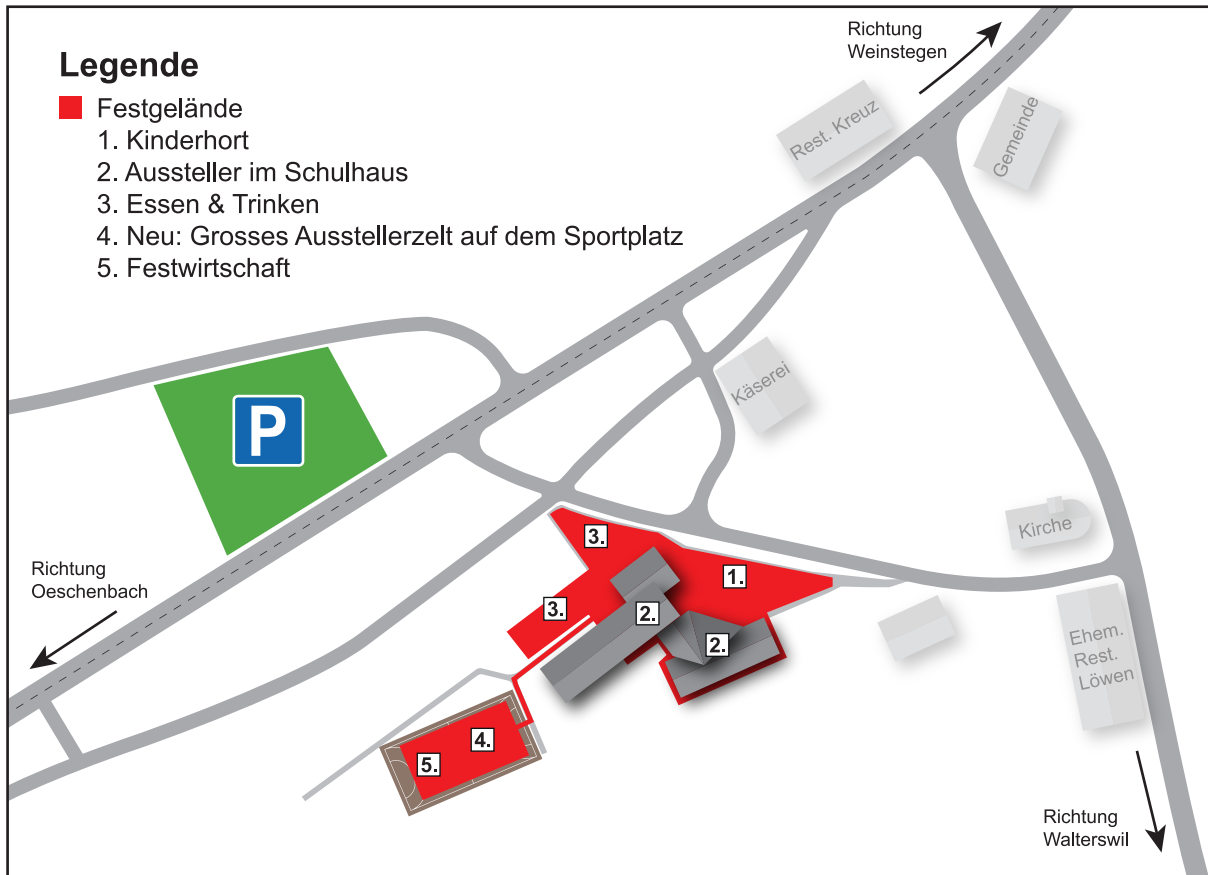 Legende
Festgelände
1. Kinderhort
2. Aussteller im Schulhaus
3. Essen & Trinken
4. Neu: Grosses Ausstellerzelt auf dem Sportplatz
5. Festwirtschaft
Richtung
Weinstegen
Rest. Kreuz
Gemeinde
Käserei
P
Kirche
Richtung
Oeschenbach
3.
1.
3.
2.
2.
Ehem.
Rest.
Löwen
4.
5.
Richtung
Walterswil